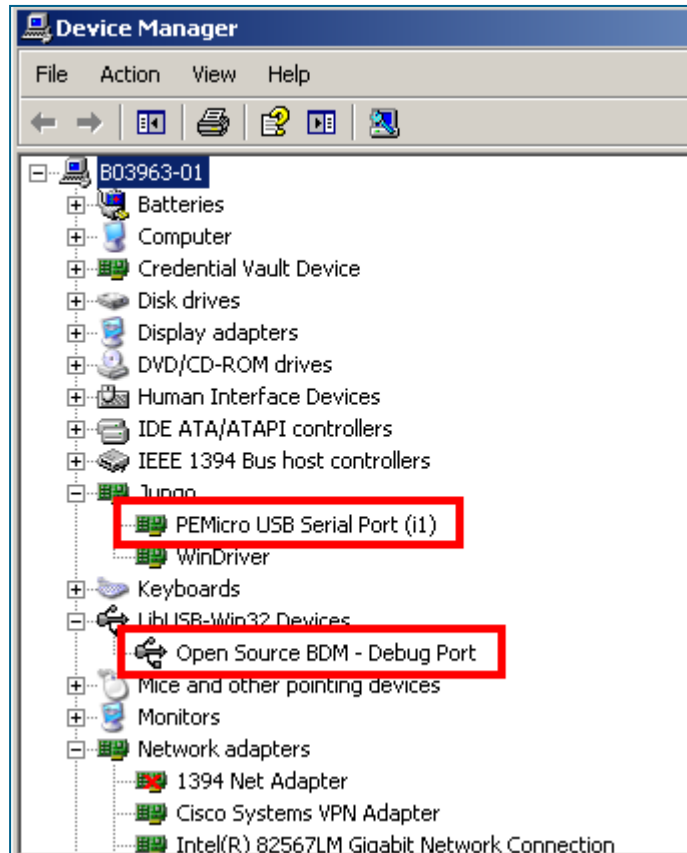 Device Manager
File Action View Help
B03963-01
Batteries
Computer
Credential Vault Device
Disk drives
Display adapters
DVD/CD-ROM drives
Human Interface Devices
IDE ATA/ATAPI controllers
IEEE 1394 Bus host controllers
Jungo
PEMicro USB Serial Port (i1)
WinDriver
Keyboards
LibUSB-Win32 Devices
Open Source BDM - Debug Port
Mice and other pointing devices
Monitors
Network adapters
1394 Net Adapter
Cisco Systems VPN Adapter
Intel(R) 82567LM Gigabit Network Connection